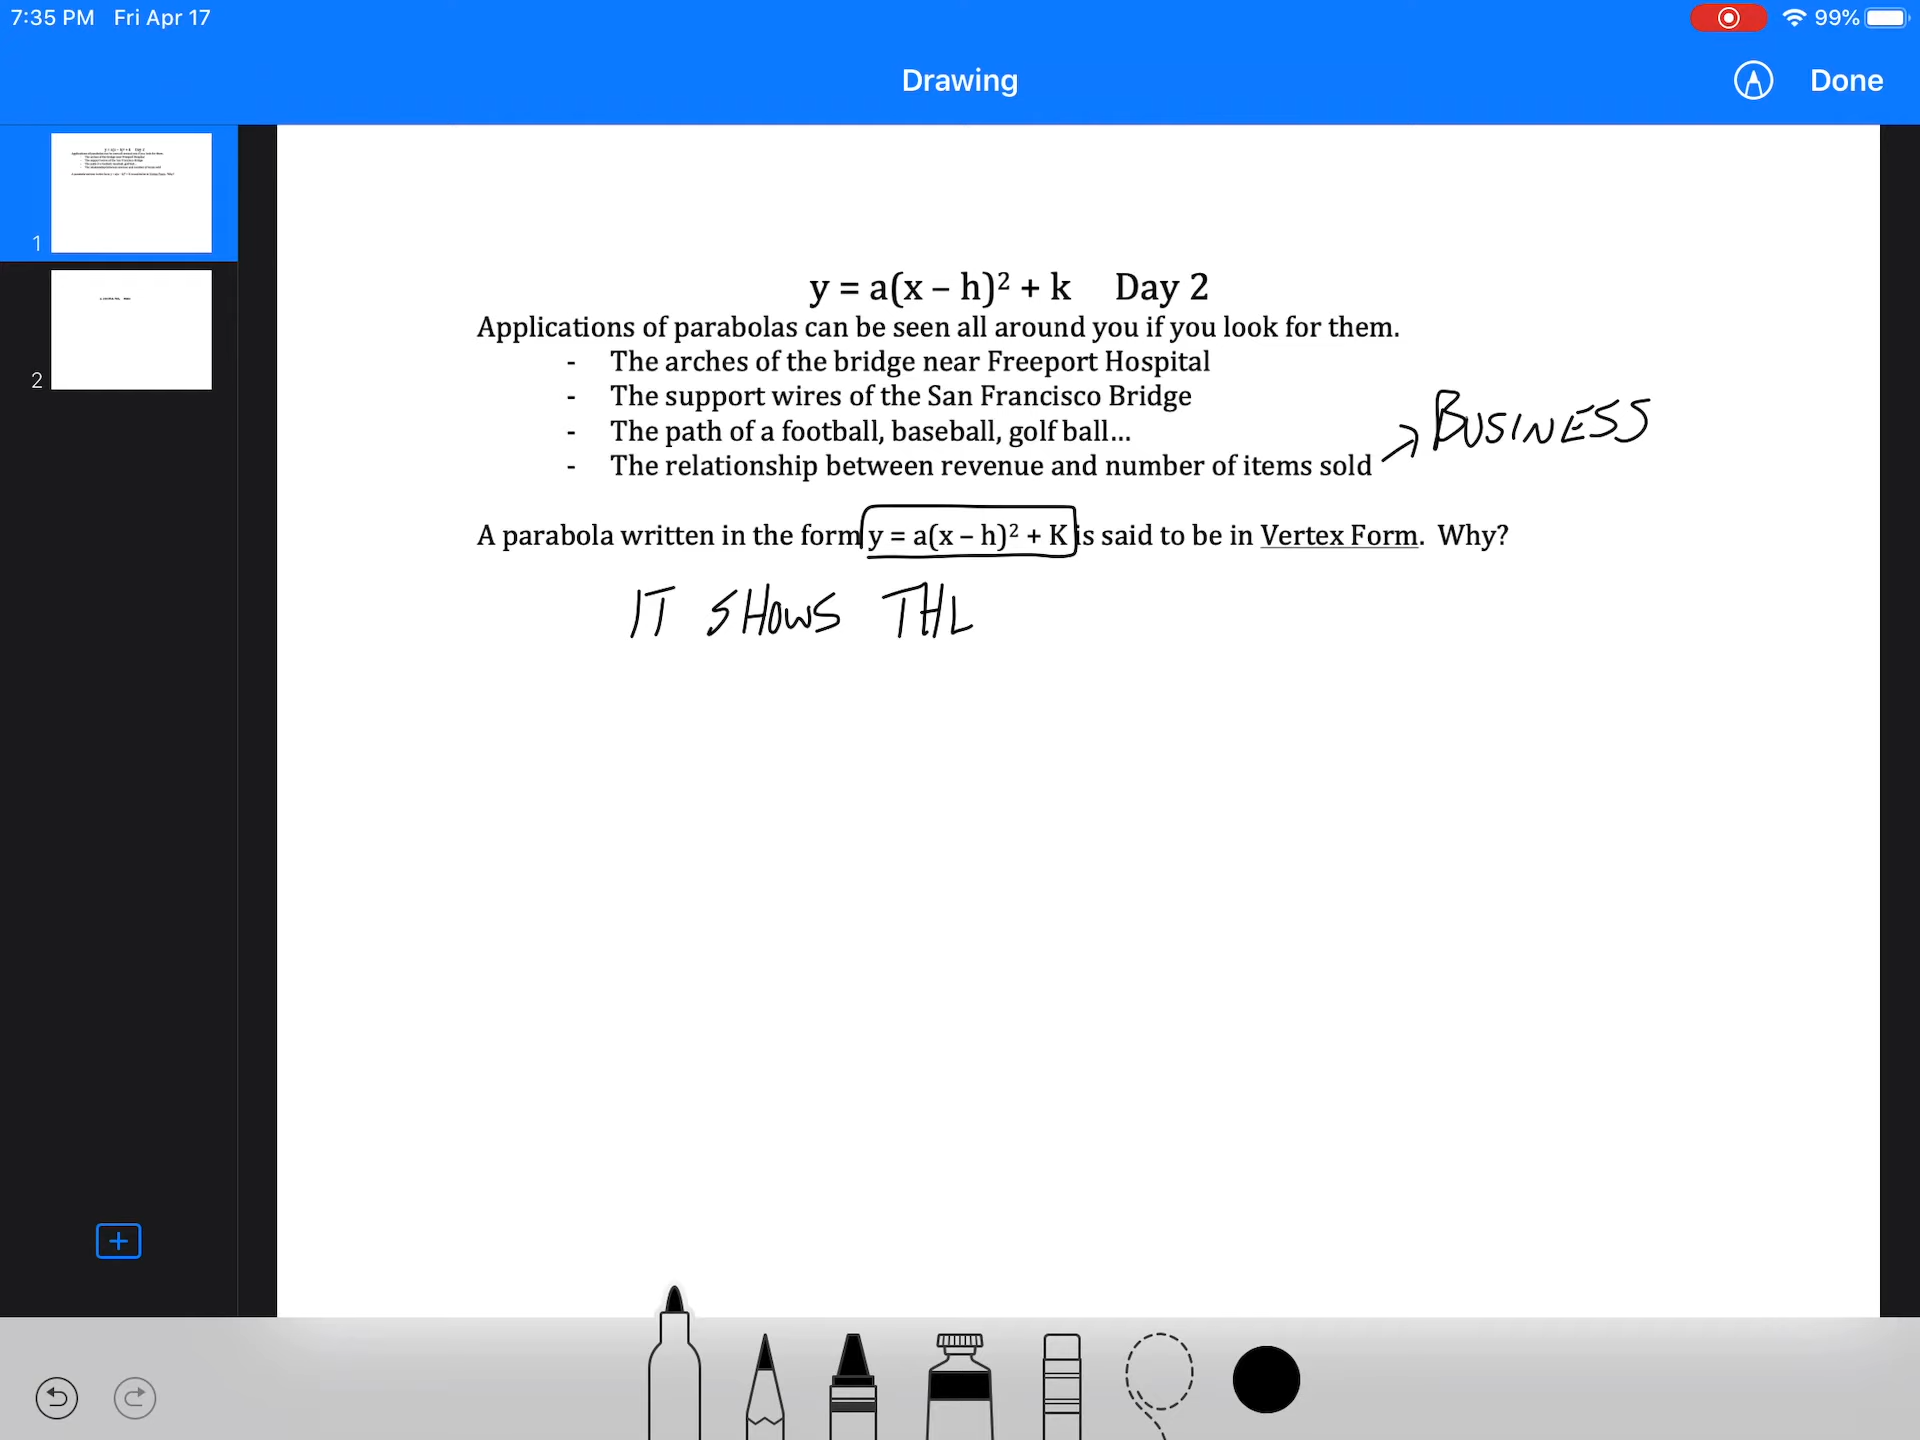 7:35 PM Fri Apr 17 99%
Drawing Done
1
2
y = a(x – h)² + k Day 2
Applications of parabolas can be seen all around you if you look for them.
- The arches of the bridge near Freeport Hospital
- The support wires of the San Francisco Bridge
- The path of a football, baseball, golf ball...
- The relationship between revenue and number of items sold
BUSINESS
A parabola written in the form y = a(x – h)² + K is said to be in Vertex Form. Why?
IT SHOWS THL